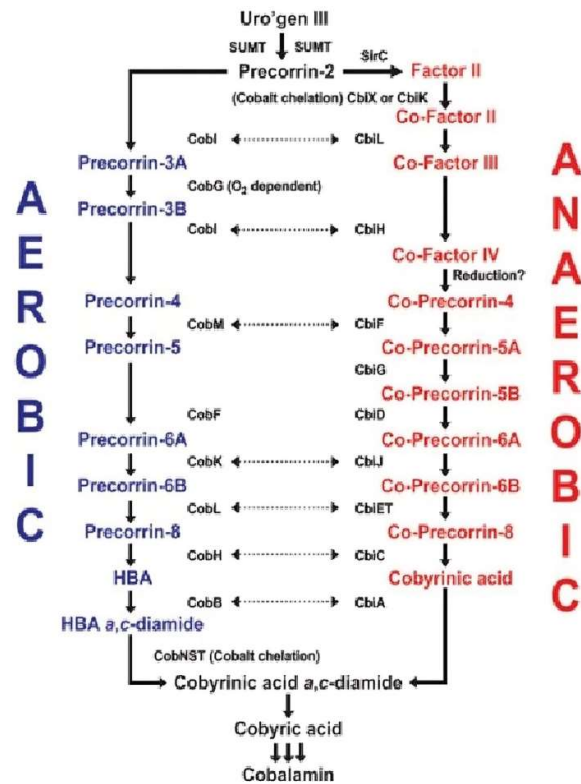 Uro'gen III
SUMT SUMT
SirC
Precorrin-2
Factor II
(Cobalt chelation) CbiX or CbiK
Co-Factor II
CobI CbiL
Precorrin-3A
Co-Factor III
CobG (O2 dependent)
Precorrin-3B
CobI CbiH
Co-Factor IV
Reduction?
Precorrin-4
Co-Precorrin-4
CobM CbiF
Precorrin-5
Co-Precorrin-5A
CbiG
Co-Precorrin-5B
CobF CbiD
Precorrin-6A
Co-Precorrin-6A
CobK CbiJ
Precorrin-6B
Co-Precorrin-6B
CobL CbiET
Precorrin-8
Co-Precorrin-8
CobH CbiC
HBA
Cobyrinic acid
CobB CbiA
HBA a,c-diamide
CobNST (Cobalt chelation)
Cobyrinic acid a,c-diamide
Cobyric acid
Cobalamin
AEROBIC
ANAEROBIC